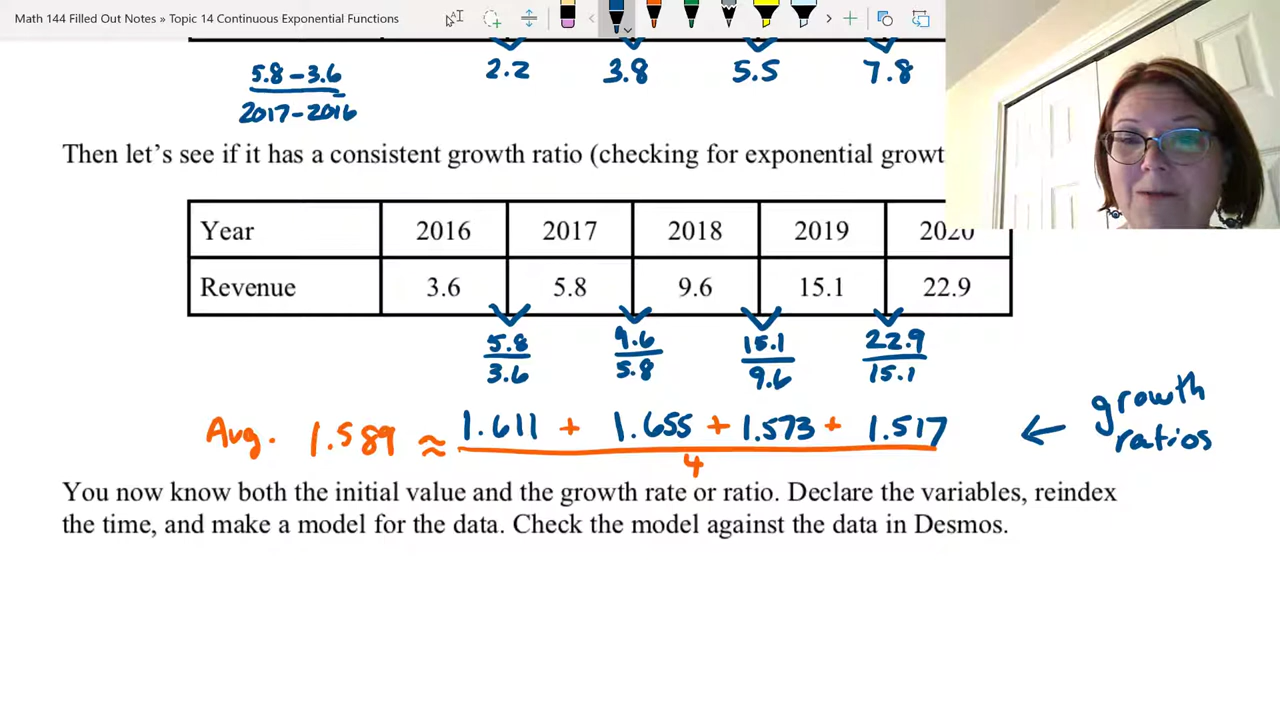 Math 144 Filled Out Notes » Topic 14 Continuous Exponential Functions
5.8 - 3.6
2017 - 2016
2.2 3.8 5.5 7.8
Then let's see if it has a consistent growth ratio (checking for exponential growt
Year 2016 2017 2018 2019 2020
Revenue 3.6 5.8 9.6 15.1 22.9
5.8 9.6 15.1 22.9
3.6 5.8 9.6 15.1
Avg. 1.589 ≈ 1.611 + 1.655 + 1.573 + 1.517
4
← growth
ratios
You now know both the initial value and the growth rate or ratio. Declare the variables, reindex
the time, and make a model for the data. Check the model against the data in Desmos.